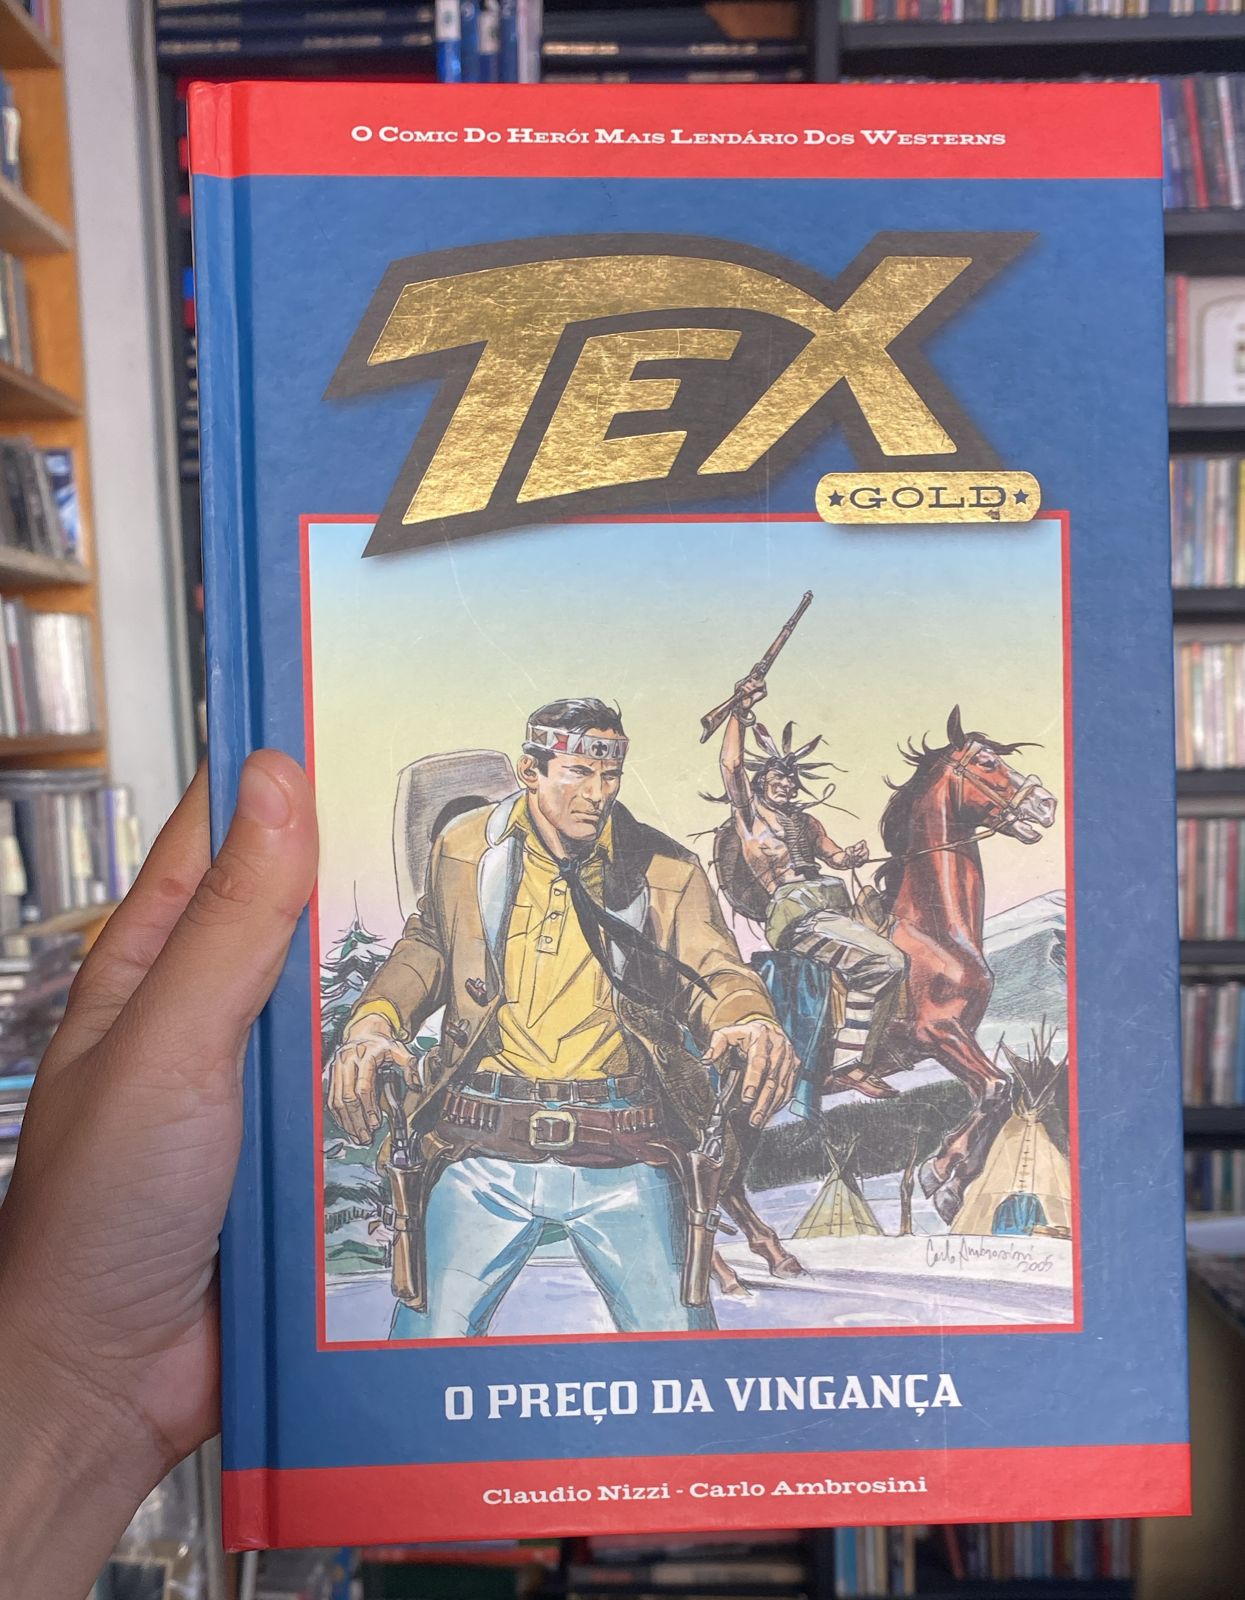 O Comic Do Herói Mais Lendário Dos Westerns
TEX
GOLD
Carlo Ambrosini
2005
O PREÇO DA VINGANÇA
Claudio Nizzi - Carlo Ambrosini